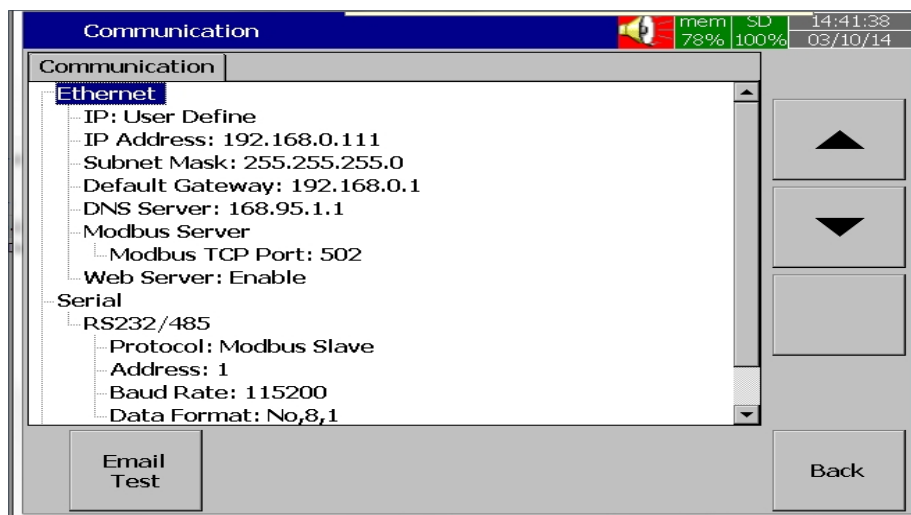 Communication
mem SD 14:41:38
78% 100% 03/10/14
Communication
Ethernet
IP: User Define
IP Address: 192.168.0.111
Subnet Mask: 255.255.255.0
Default Gateway: 192.168.0.1
DNS Server: 168.95.1.1
Modbus Server
Modbus TCP Port: 502
Web Server: Enable
Serial
RS232/485
Protocol: Modbus Slave
Address: 1
Baud Rate: 115200
Data Format: No,8,1
Email
Test
Back